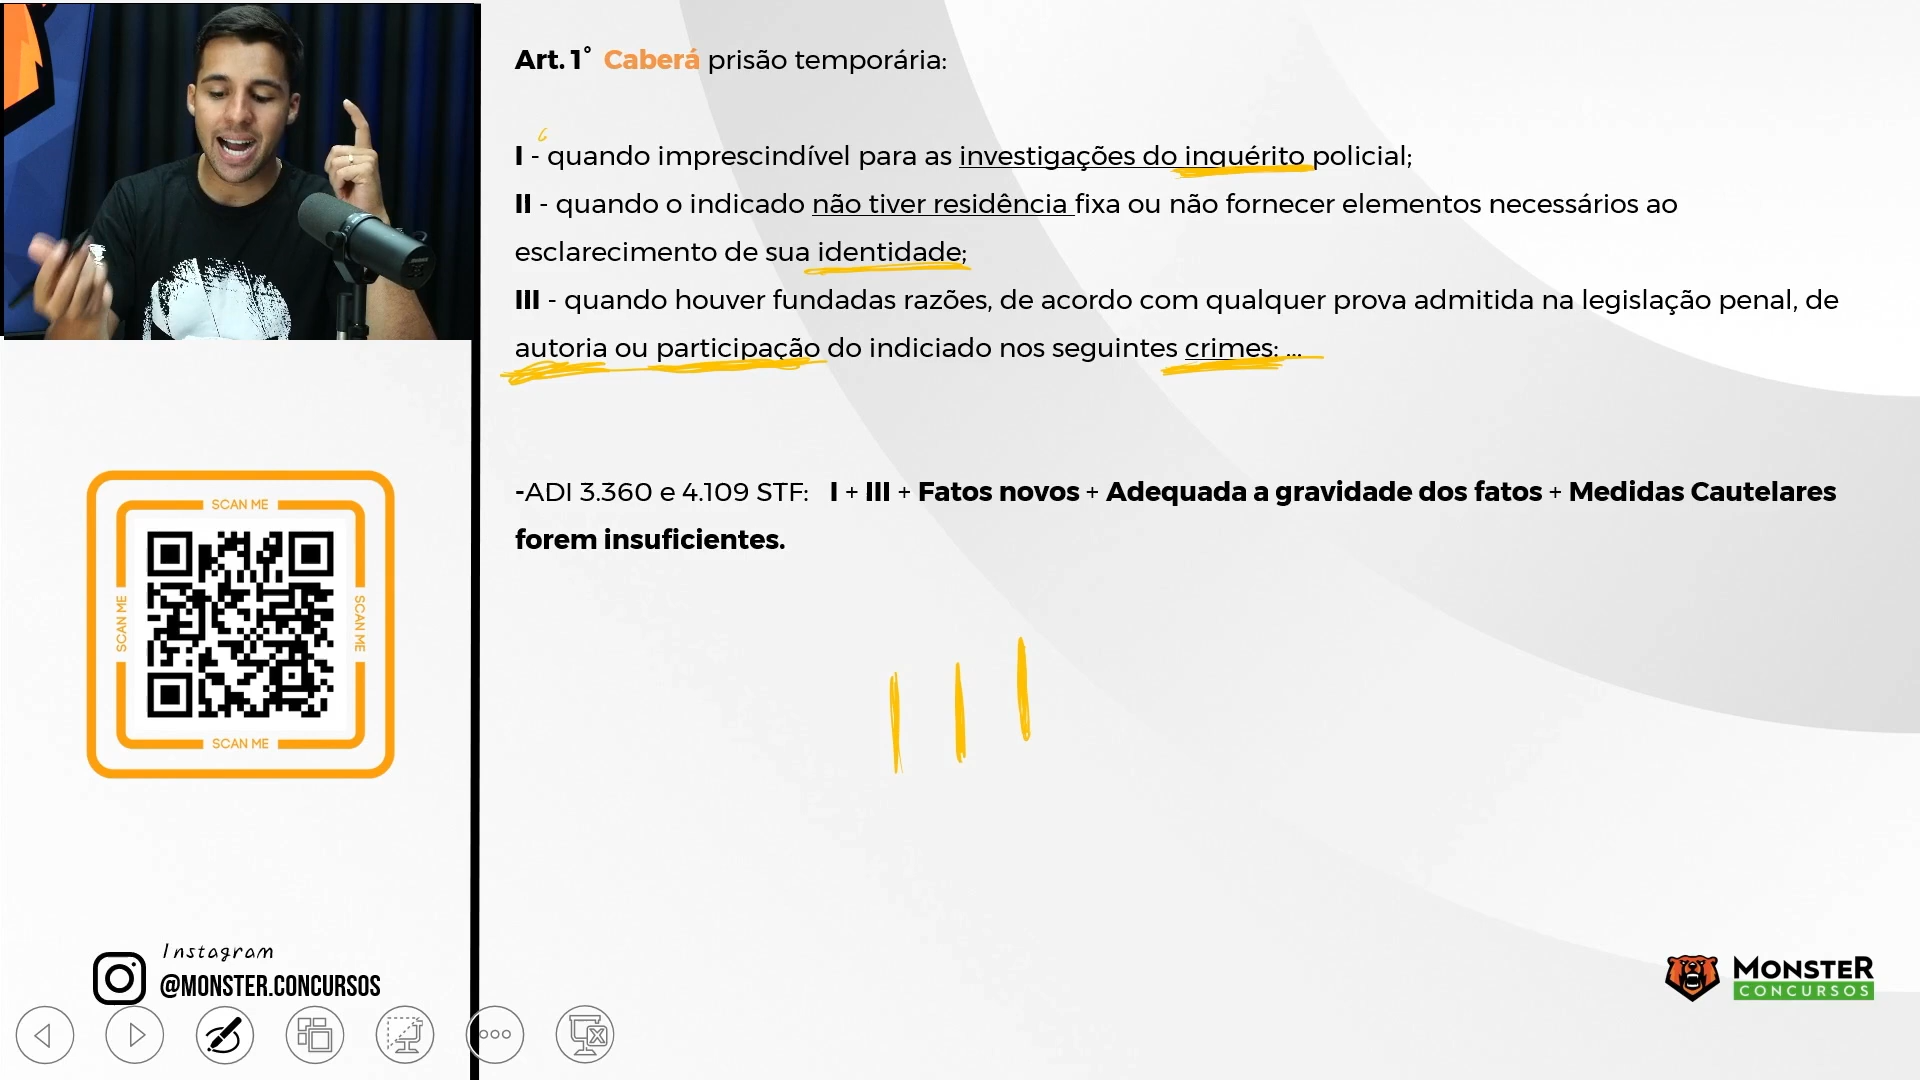 Art. 1° Caberá prisão temporária:
I - quando imprescindível para as investigações do inquérito policial;
II - quando o indicado não tiver residência fixa ou não fornecer elementos necessários ao
esclarecimento de sua identidade;
III - quando houver fundadas razões, de acordo com qualquer prova admitida na legislação penal, de
autoria ou participação do indiciado nos seguintes crimes: ...
-ADI 3.360 e 4.109 STF: I + III + Fatos novos + Adequada a gravidade dos fatos + Medidas Cautelares
forem insuficientes.
SCAN ME
SCAN ME
SCAN ME
SCAN ME
Instagram
@MONSTER.CONCURSOS
MONSTER
CONCURSOS